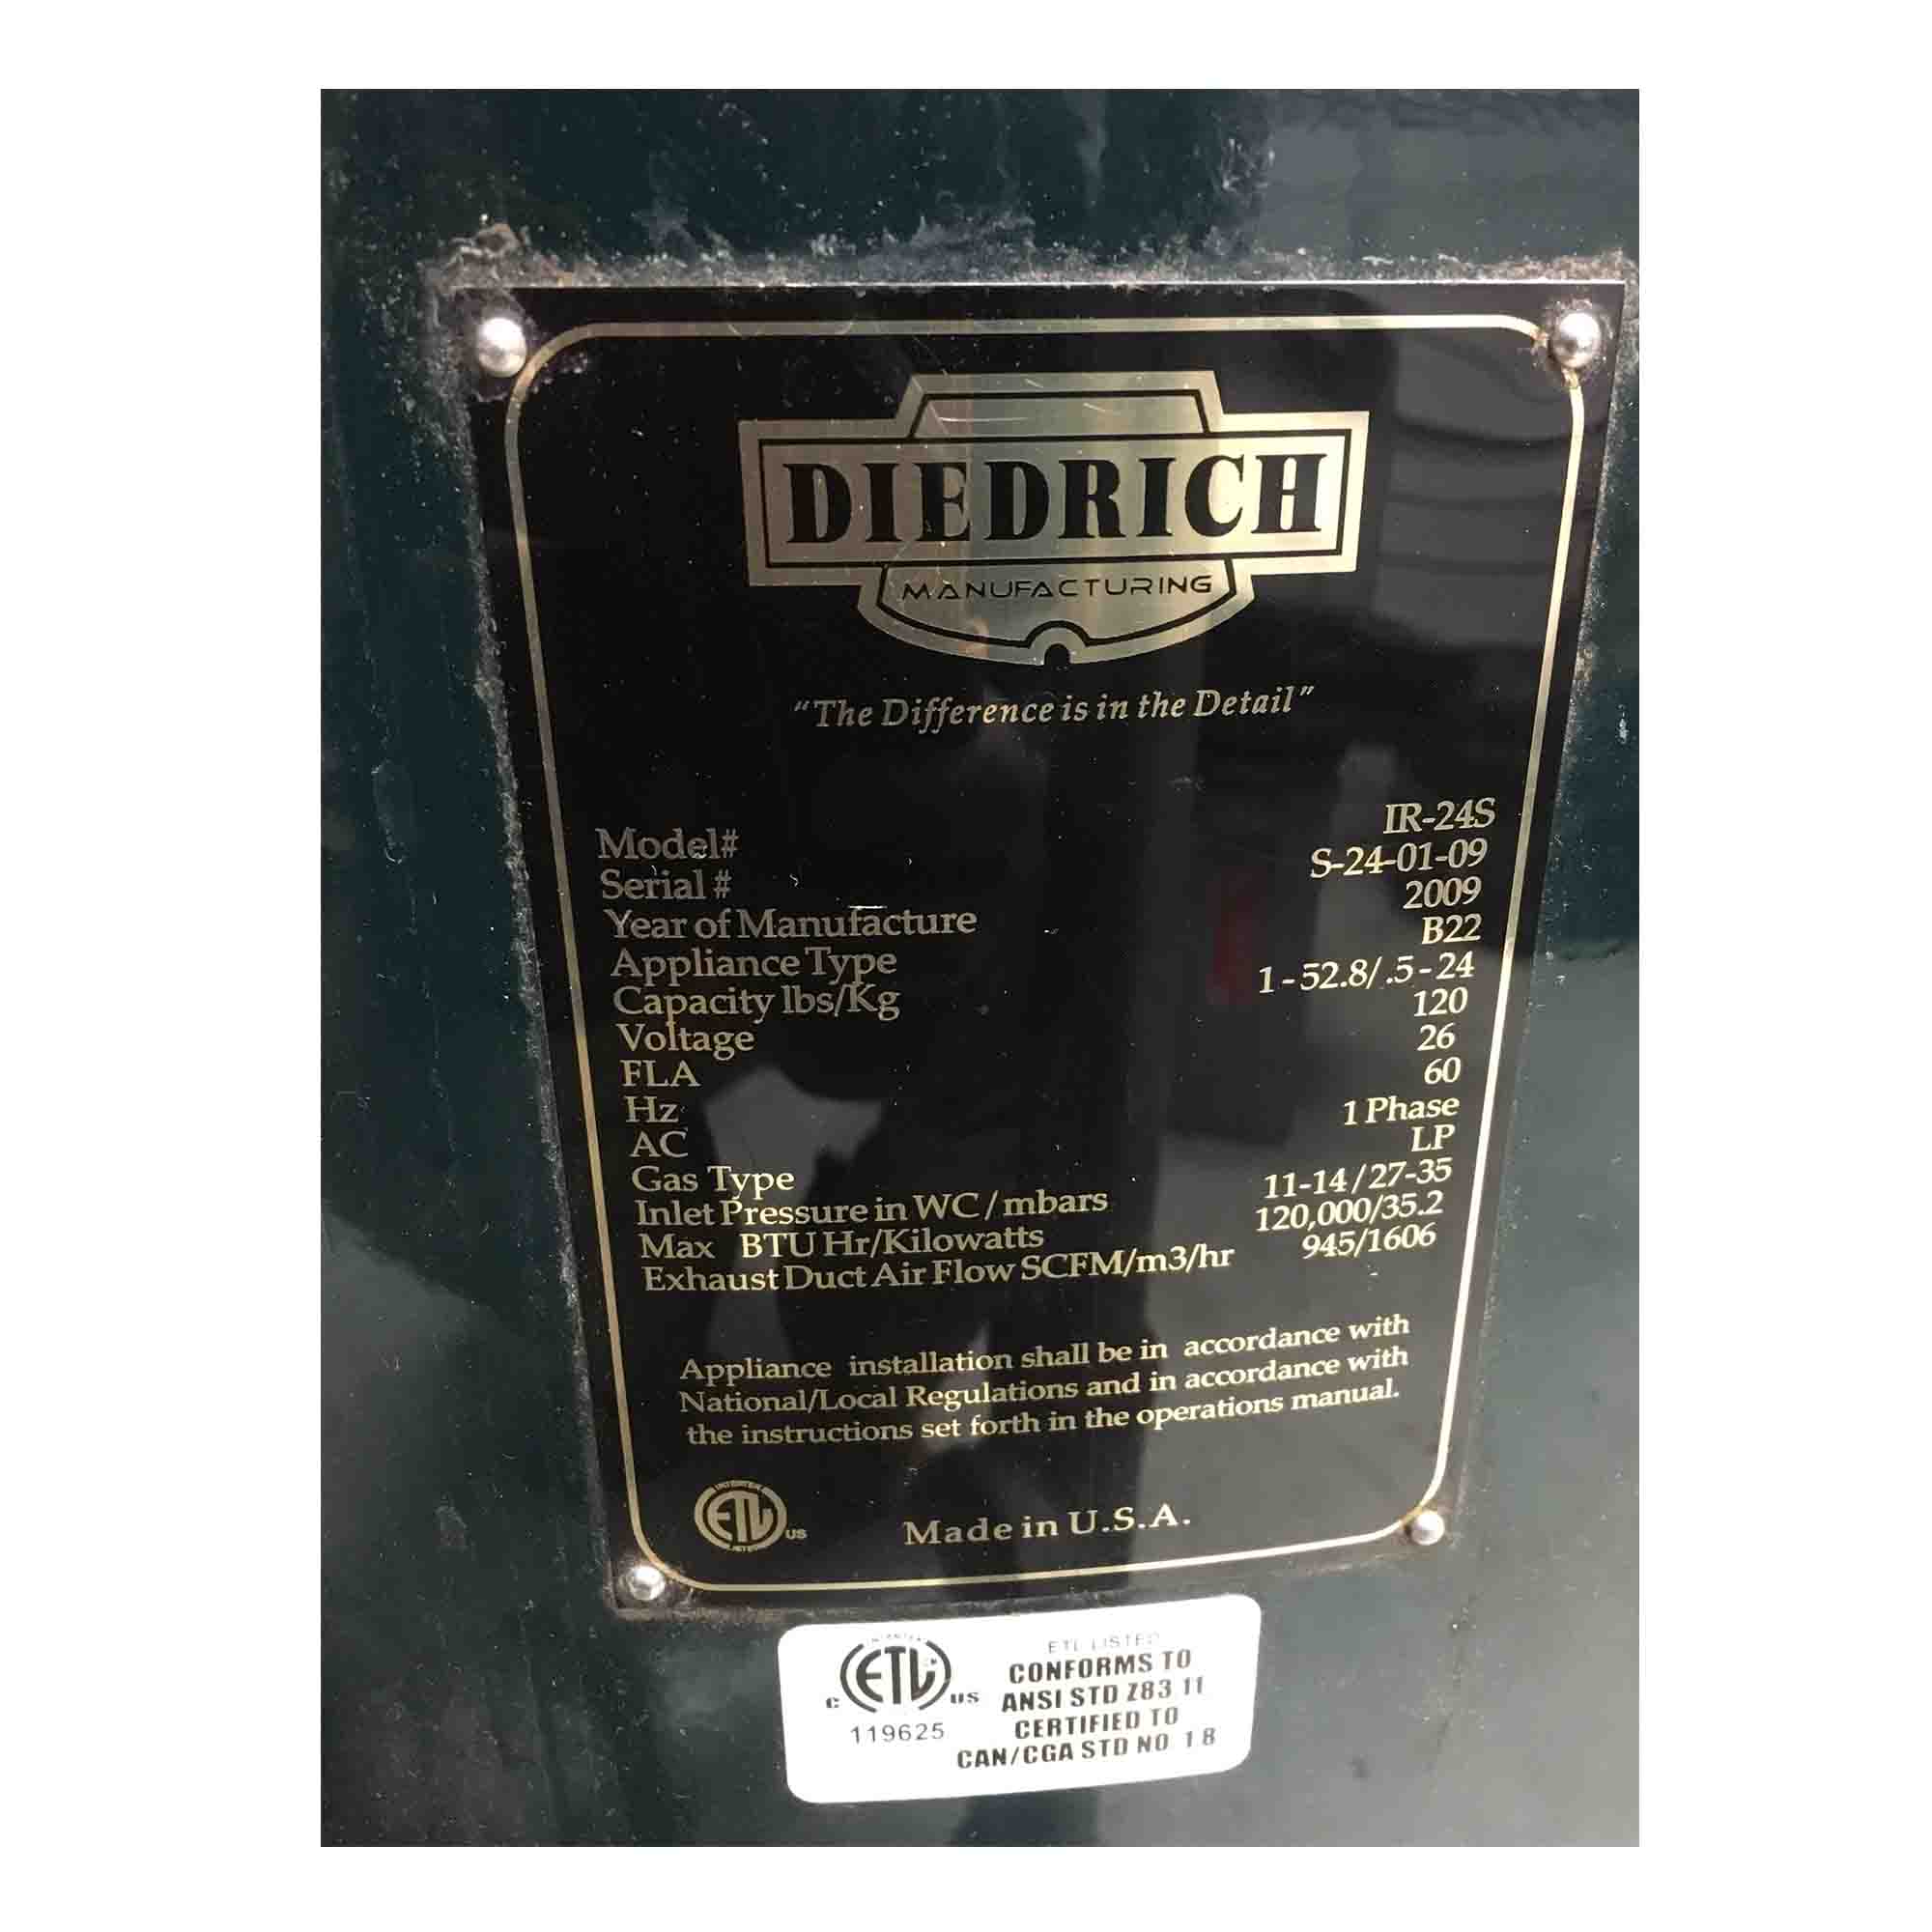 DIEDRICH
MANUFACTURING
"The Difference is in the Detail"
Model# IR-24S
Serial # S-24-01-09
Year of Manufacture 2009
Appliance Type B22
Capacity lbs/Kg 1-52.8/.5-24
Voltage 120
FLA 26
Hz 60
AC 1 Phase
Gas Type LP
Inlet Pressure in WC/mbars 11-14/27-35
Max BTU Hr/Kilowatts 120,000/35.2
Exhaust Duct Air Flow SCFM/m3/hr 945/1606
Appliance installation shall be in accordance with
National/Local Regulations and in accordance with
the instructions set forth in the operations manual.
ETL US
Made in U.S.A.
C ETL US
119625
ETL LISTED
CONFORMS TO
ANSI STD Z83 11
CERTIFIED TO
CAN/CGA STD NO 1 8